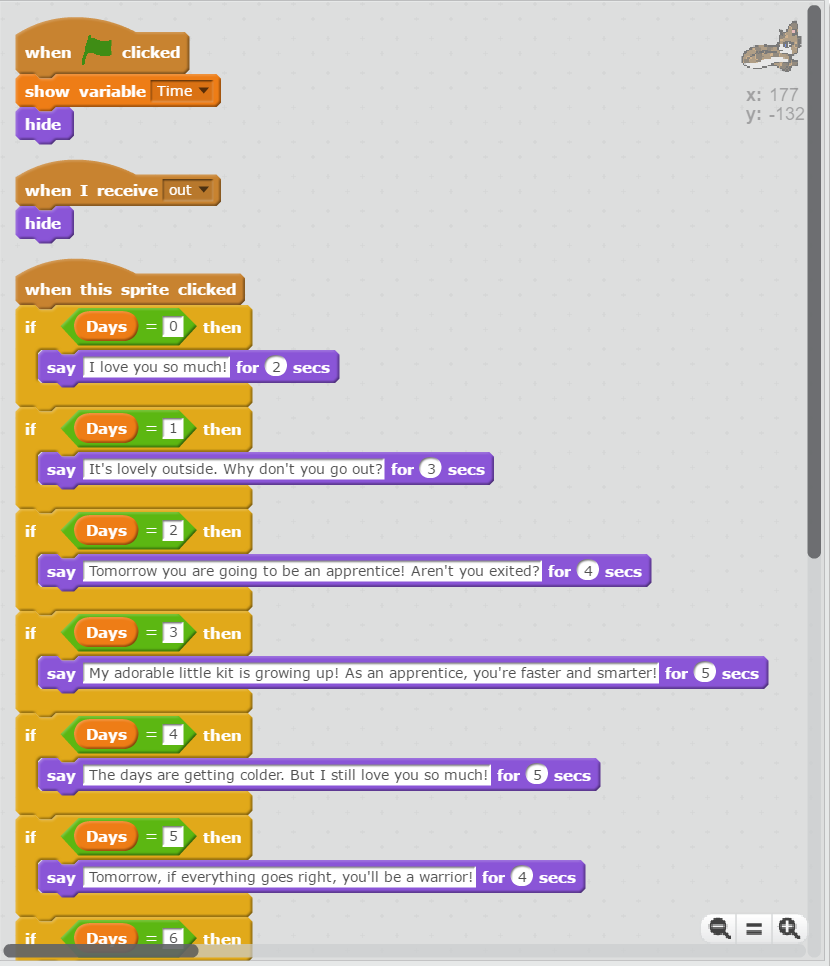 when clicked
show variable Time
hide
x: 177
y: -132
when I receive out
hide
when this sprite clicked
if Days = 0 then
say I love you so much! for 2 secs
if Days = 1 then
say It's lovely outside. Why don't you go out? for 3 secs
if Days = 2 then
say Tomorrow you are going to be an apprentice! Aren't you exited? for 4 secs
if Days = 3 then
say My adorable little kit is growing up! As an apprentice, you're faster and smarter! for 5 secs
if Days = 4 then
say The days are getting colder. But I still love you so much! for 5 secs
if Days = 5 then
say Tomorrow, if everything goes right, you'll be a warrior! for 4 secs
if Days = 6 then